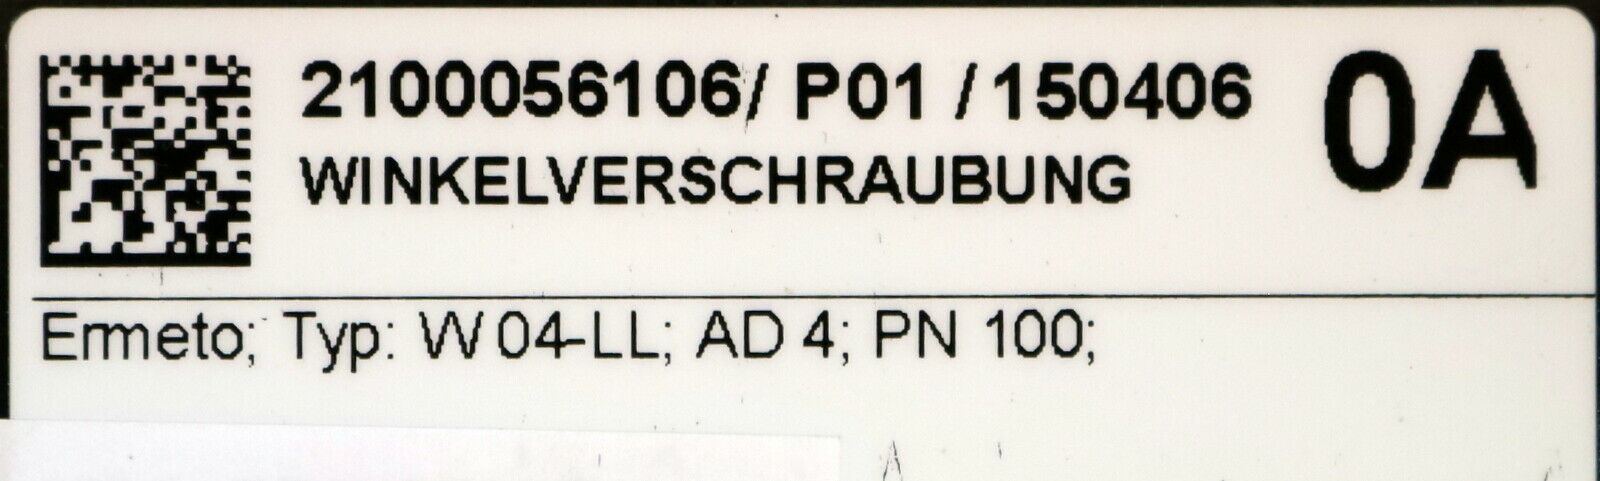 2100056106/ P01 / 150406
0A
WINKELVERSCHRAUBUNG
Ermeto; Typ: W 04-LL; AD 4; PN 100;